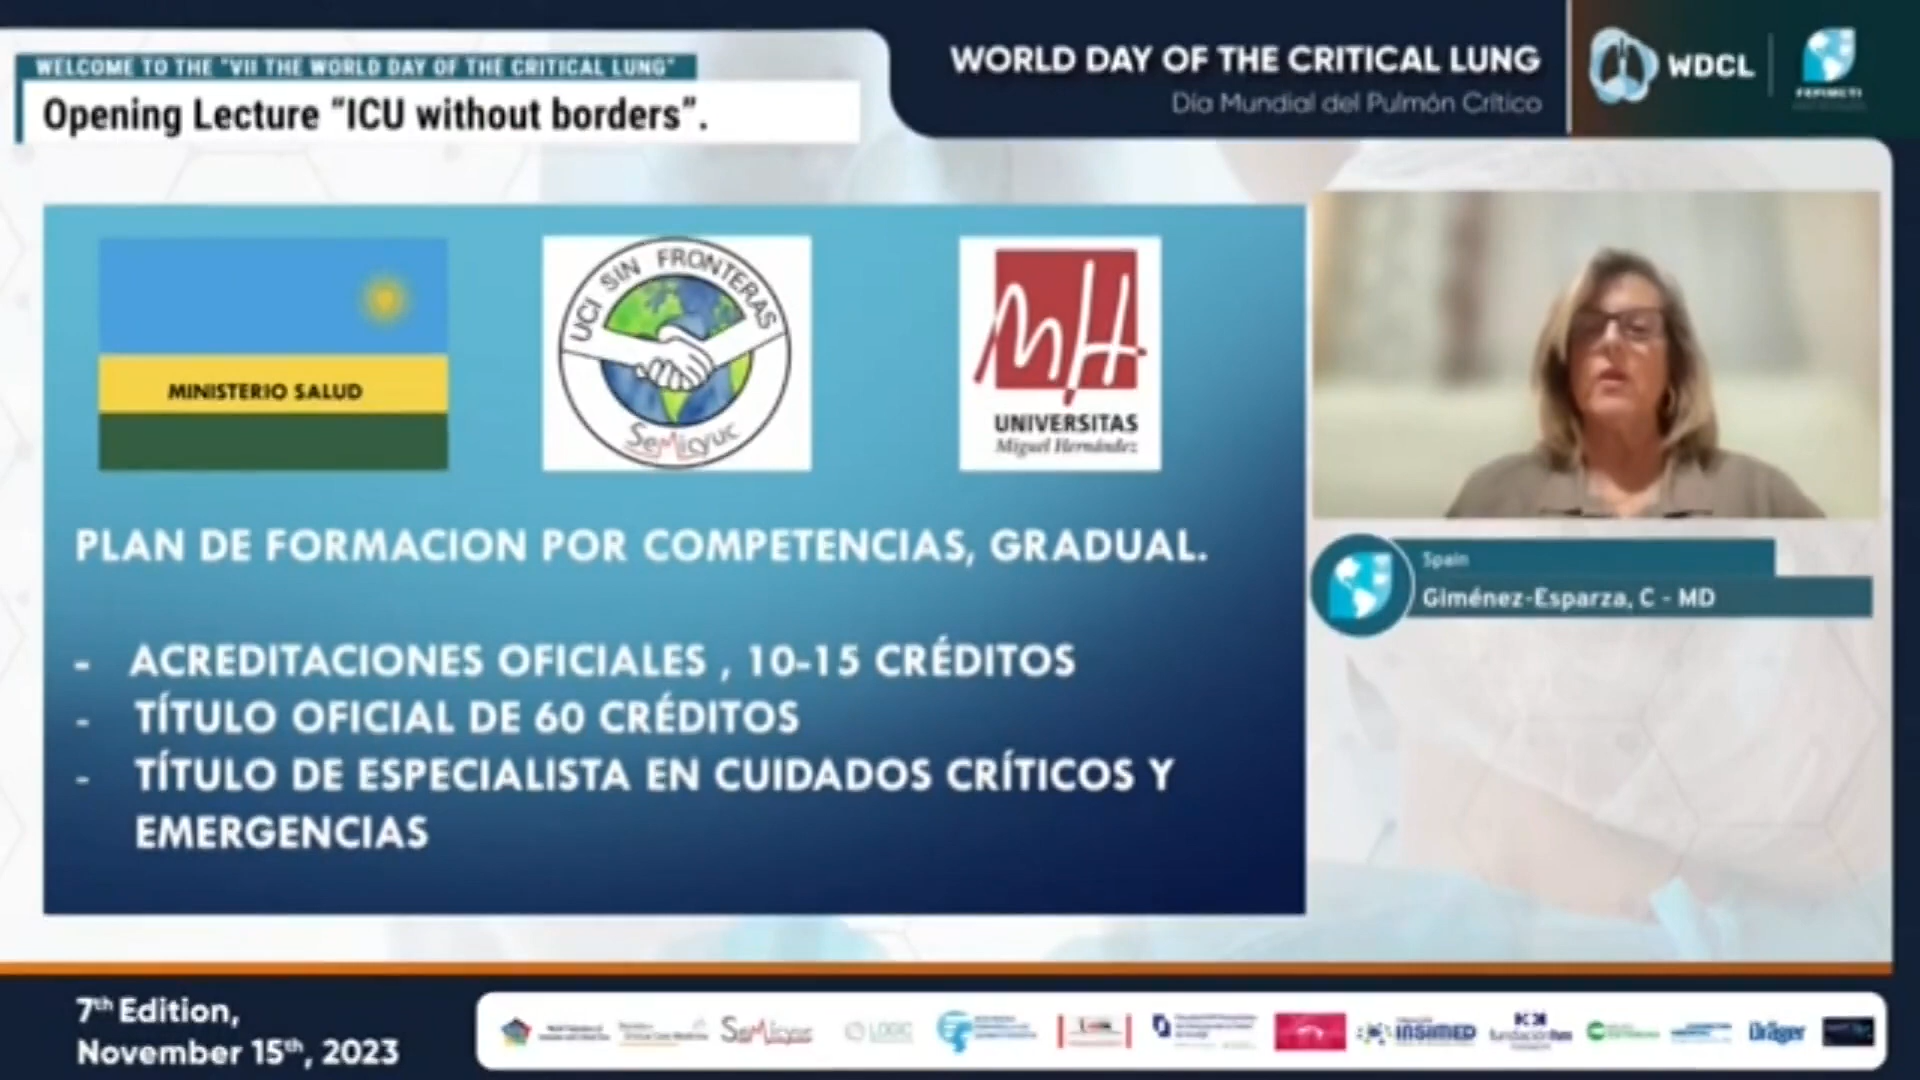 WELCOME TO THE "VII THE WORLD DAY OF THE CRITICAL LUNG"
Opening Lecture "ICU without borders".
WORLD DAY OF THE CRITICAL LUNG
Día Mundial del Pulmón Crítico
WDCL
MINISTERIO SALUD
UCI SIN FRONTERAS
SeMicyuc
MH
UNIVERSITAS
Miguel Hernández
PLAN DE FORMACION POR COMPETENCIAS, GRADUAL.
- ACREDITACIONES OFICIALES , 10-15 CRÉDITOS
- TÍTULO OFICIAL DE 60 CRÉDITOS
- TÍTULO DE ESPECIALISTA EN CUIDADOS CRÍTICOS Y
EMERGENCIAS
Spain
Giménez-Esparza, C - MD
7th Edition,
November 15th, 2023
SeMicyuc
LOGIC
INSIMED
Dräger